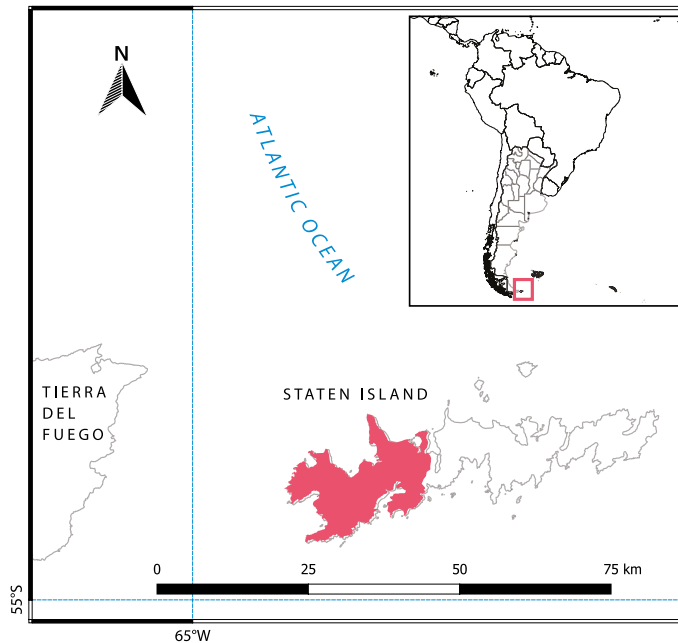 N
ATLANTIC OCEAN
TIERRA
DEL
FUEGO
STATEN ISLAND
0 25 50 75 km
55°S
65°W